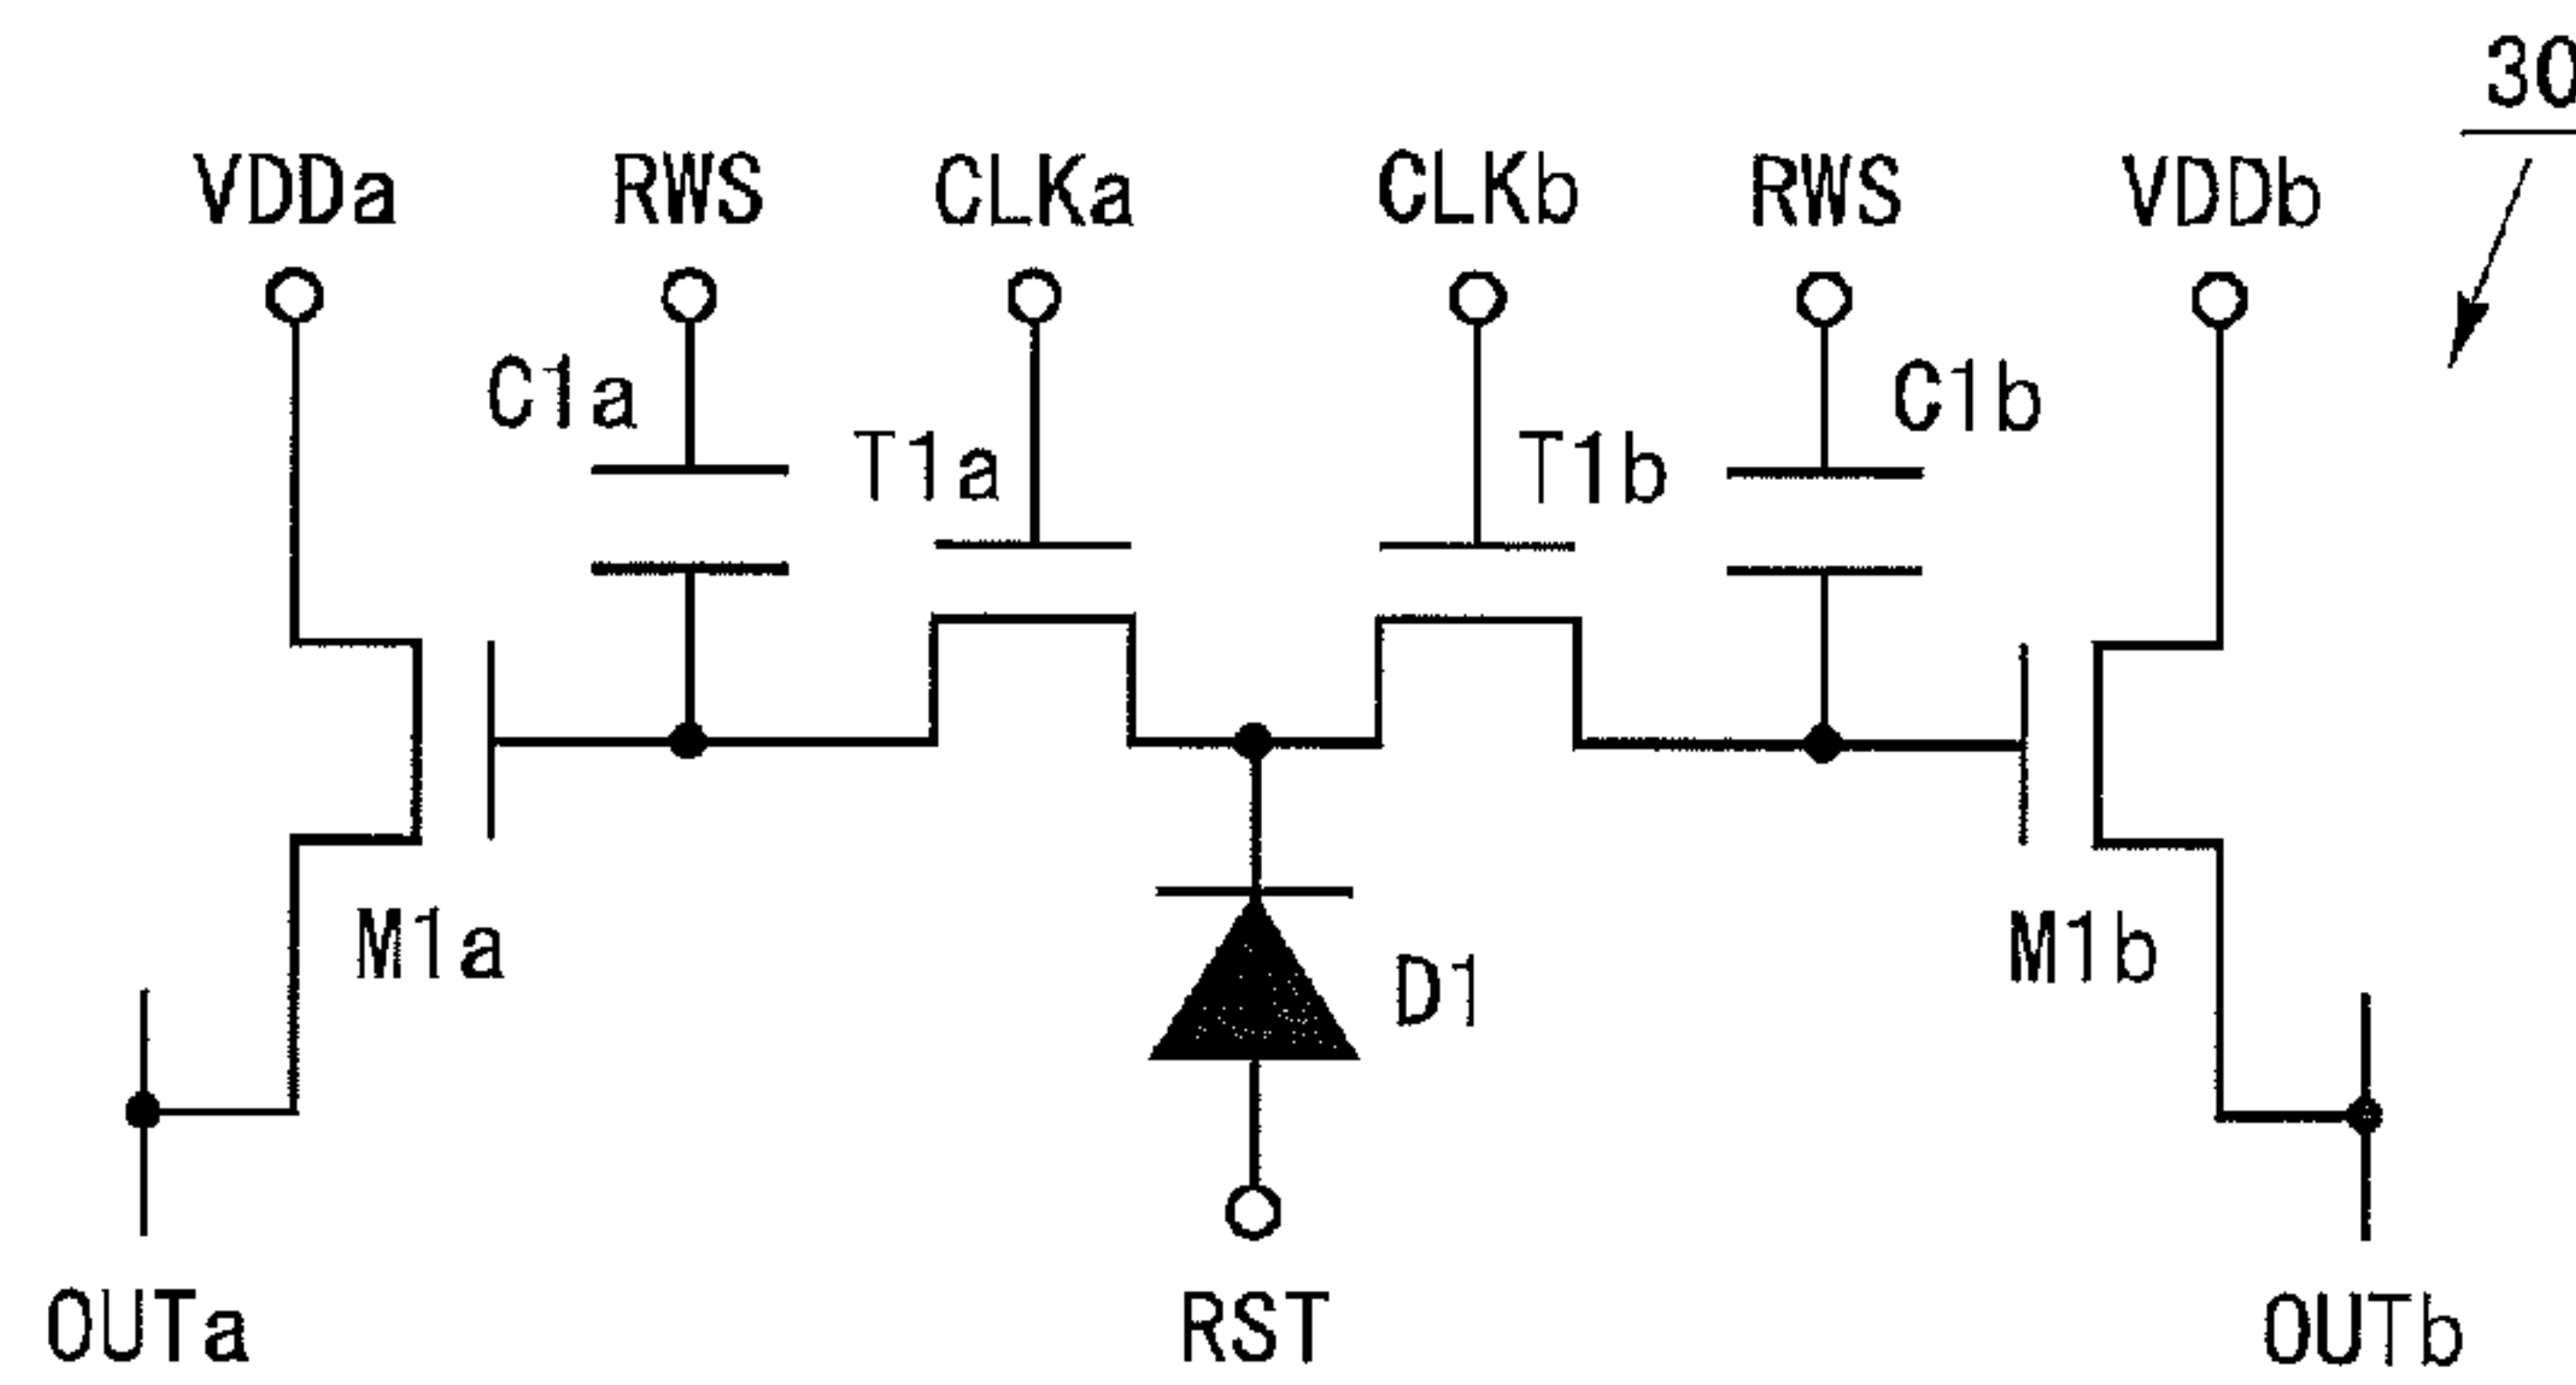 30
VDDa RWS CLKa CLKb RWS VDDb
C1a C1b
T1a T1b
M1a M1b
D1
OUTa RST OUTb